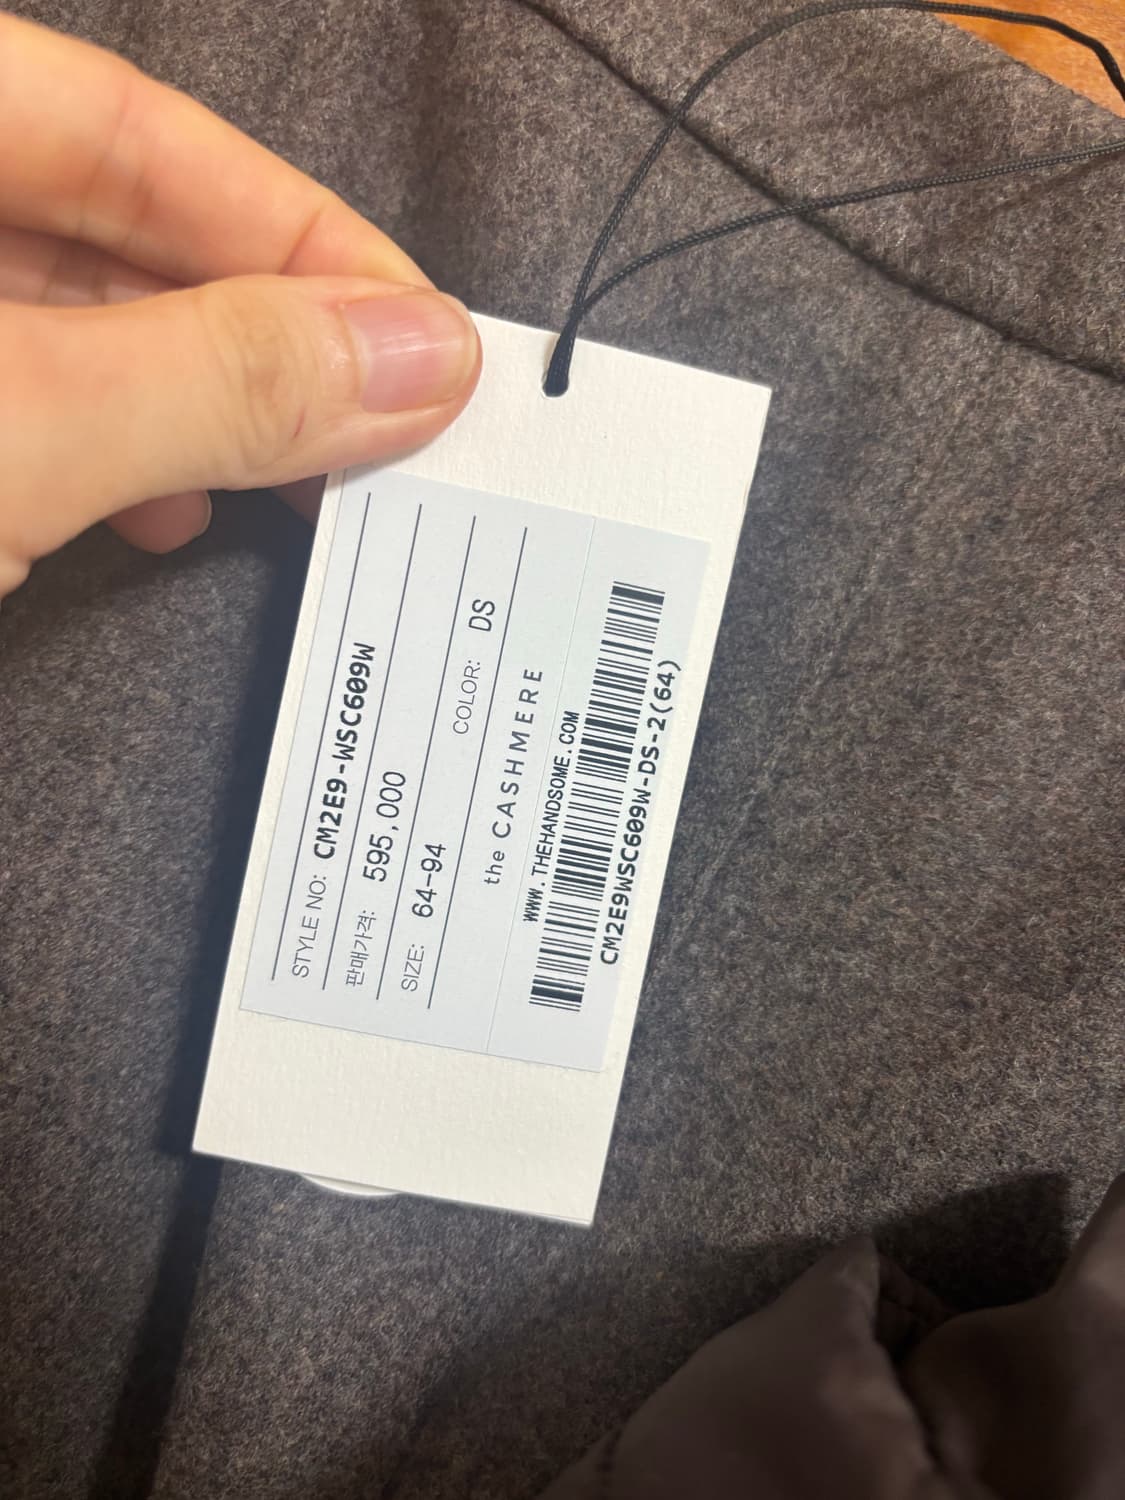 STYLE NO: CM2E9-WSC609W
판매가격: 595,000
SIZE: 64-94 COLOR: DS
the CASHMERE
WWW.THEHANDSOME.COM
CM2E9WSC609W-DS-2(64)